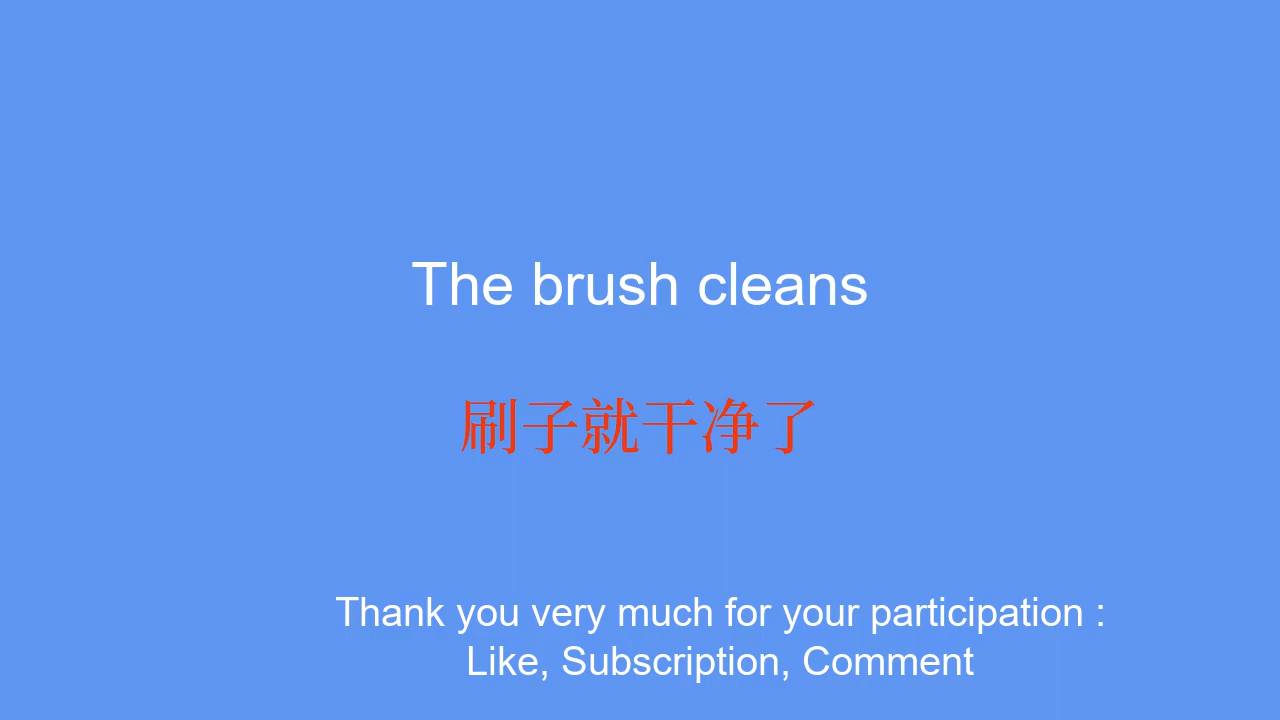 The brush cleans
刷子就干净了
Thank you very much for your participation :
Like, Subscription, Comment